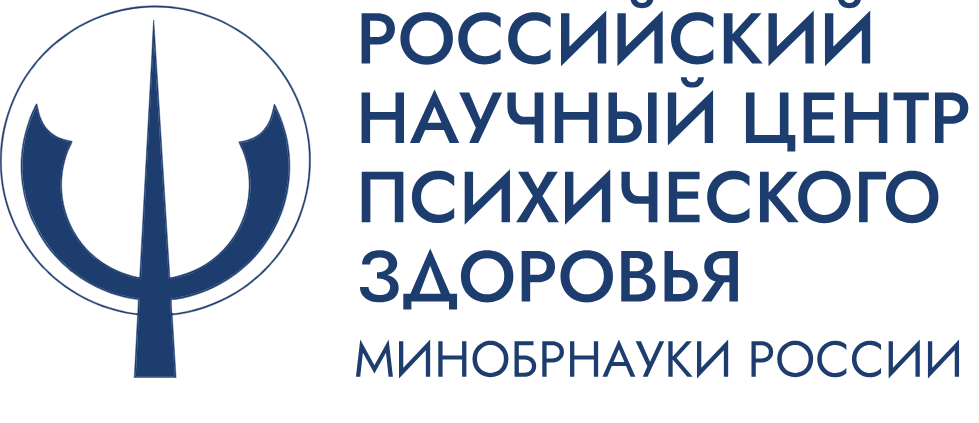 РОССИЙСКИЙ
НАУЧНЫЙ ЦЕНТР
ПСИХИЧЕСКОГО
ЗДОРОВЬЯ
МИНОБРНАУКИ РОССИИ